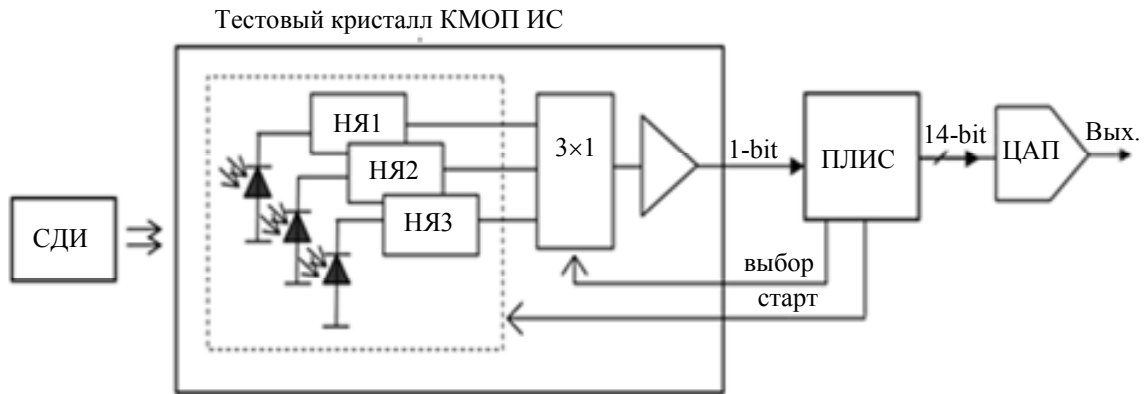 Тестовый кристалл КМОП ИС
НЯ1
НЯ2
НЯ3
3×1
1-bit
ПЛИС
14-bit
ЦАП
Вых.
СДИ
выбор
старт